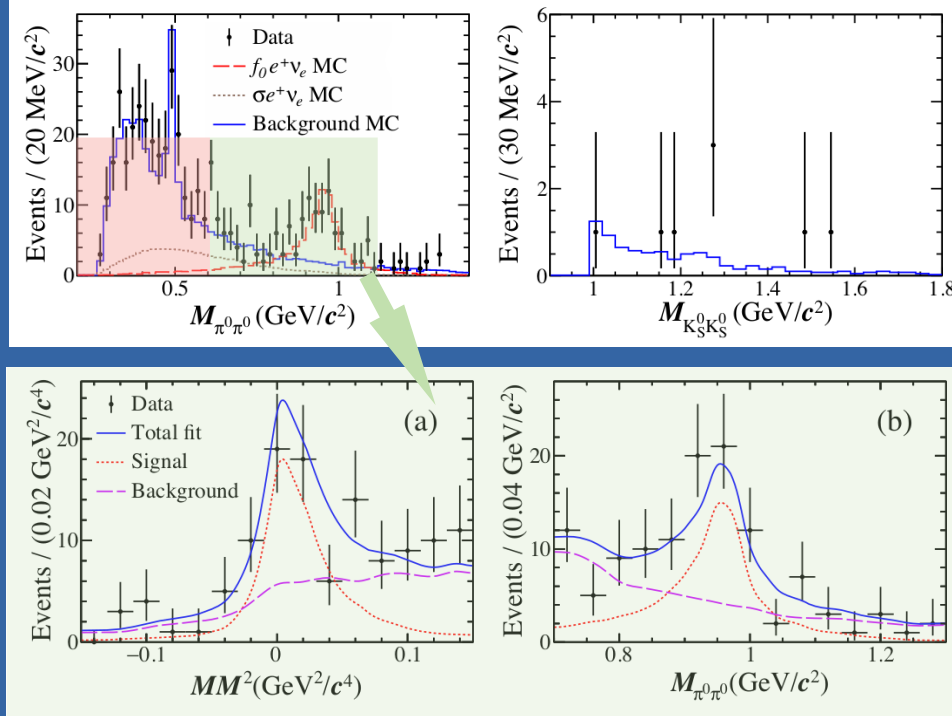 Events / (20 MeV/c²)
30
20
10
0
Data
f₀e⁺νₑ MC
σe⁺νₑ MC
Background MC
0.5
1
M_π⁰π⁰ (GeV/c²)
Events / (30 MeV/c²)
6
4
2
0
1
1.2
1.4
1.6
1.8
M_K⁰_SK⁰_S (GeV/c²)
Events / (0.02 GeV²/c⁴)
20
10
0
Data
Total fit
Signal
Background
(a)
−0.1
0
0.1
MM²(GeV²/c⁴)
Events / (0.04 GeV/c²)
20
10
0
(b)
0.8
1
1.2
M_π⁰π⁰(GeV/c²)